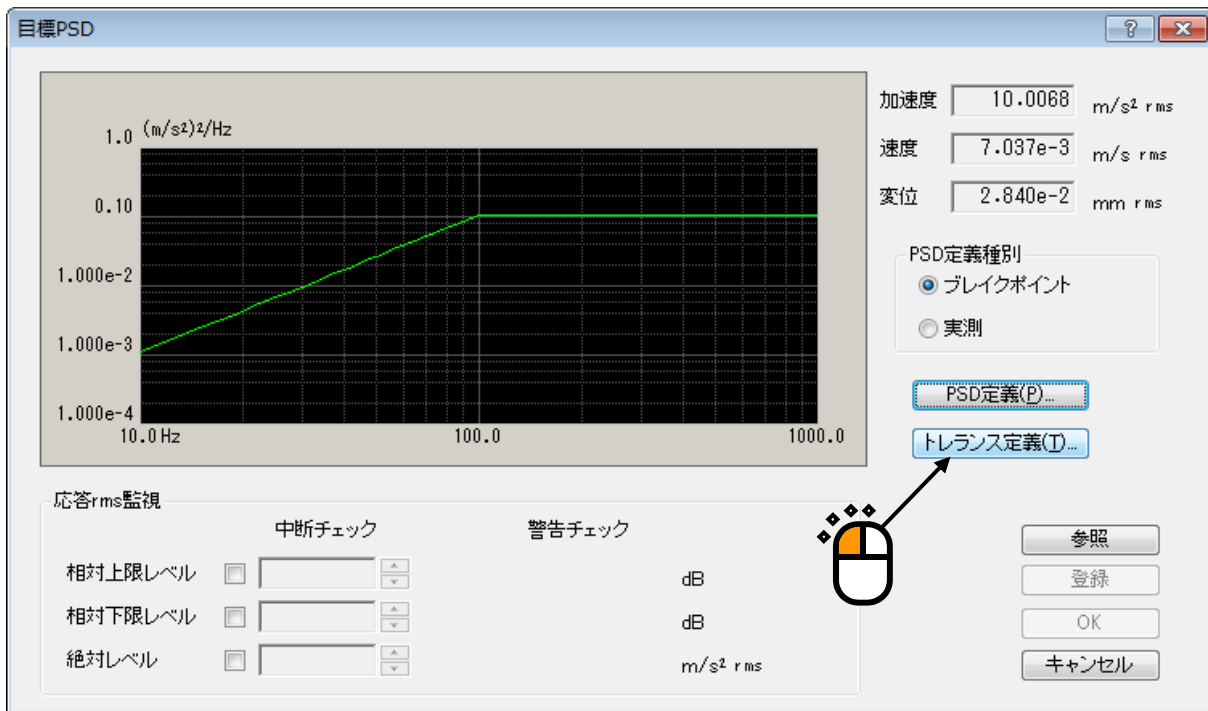 目標PSD
(m/s²)²/Hz
1.0
0.10
1.000e-2
1.000e-3
1.000e-4
10.0Hz 100.0 1000.0
加速度 10.0068 m/s² rms
速度 7.037e-3 m/s rms
変位 2.840e-2 mm rms
PSD定義種別
ブレイクポイント
実測
PSD定義(P)...
トレランス定義(T)...
応答rms監視
中断チェック 警告チェック
相対上限レベル dB
相対下限レベル dB
絶対レベル m/s² rms
参照
登録
OK
キャンセル